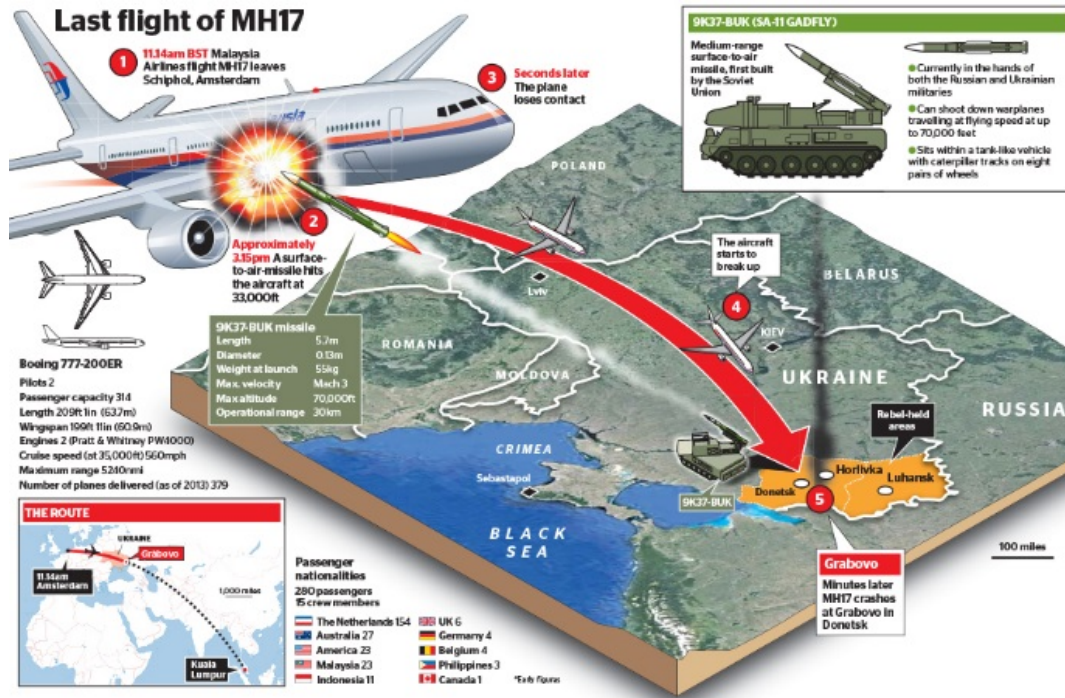 Last flight of MH17
1
11.14am BST Malaysia
Airlines flight MH17 leaves
Schiphol, Amsterdam
3
Seconds later
The plane
loses contact
2
Approximately
3.15pm A surface-
to-air-missile hits
the aircraft at
33,000ft
9K37-BUK (SA-11 GADFLY)
Medium-range
surface-to-air
missile, first built
by the Soviet
Union
Currently in the hands of
both the Russian and Ukrainian
militaries
Can shoot down warplanes
travelling at flying speed at up
to 70,000 feet
Sits within a tank-like vehicle
with caterpillar tracks on eight
pairs of wheels
9K37-BUK missile
Length 5.7m
Diameter 0.13m
Weight at launch 55kg
Max. velocity Mach 3
Max altitude 70,000ft
Operational range 30km
Boeing 777-200ER
Pilots 2
Passenger capacity 314
Length 209ft 1in (63.7m)
Wingspan 199ft 11in (60.9m)
Engines 2 (Pratt & Whitney PW4000)
Cruise speed (at 35,000ft) 560mph
Maximum range 5240nmi
Number of planes delivered (as of 2013) 379
POLAND
Lviv
The aircraft
starts to
break up
4
BELARUS
KIEV
ROMANIA
MOLDOVA
UKRAINE
RUSSIA
Rebel-held
areas
CRIMEA
Sebastapol
9K37-BUK
Donetsk
Horlivka
Luhansk
5
BLACK
SEA
100 miles
Grabovo
Minutes later
MH17 crashes
at Grabovo in
Donetsk
THE ROUTE
UKRAINE
Grabovo
11.14am
Amsterdam
1,000 miles
Kuala
Lumpur
Passenger
nationalities
280 passengers
15 crew members
The Netherlands 154
Australia 27
America 23
Malaysia 23
Indonesia 11
UK 6
Germany 4
Belgium 4
Philippines 3
Canada 1
*Early figures